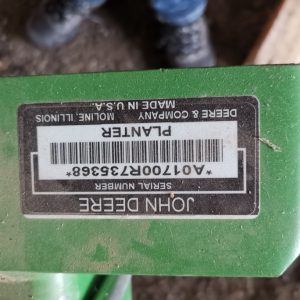 JOHN DEERE
SERIAL NUMBER
*A01700R735368*
PLANTER
DEERE & COMPANY MOLINE, ILLINOIS
MADE IN U.S.A.